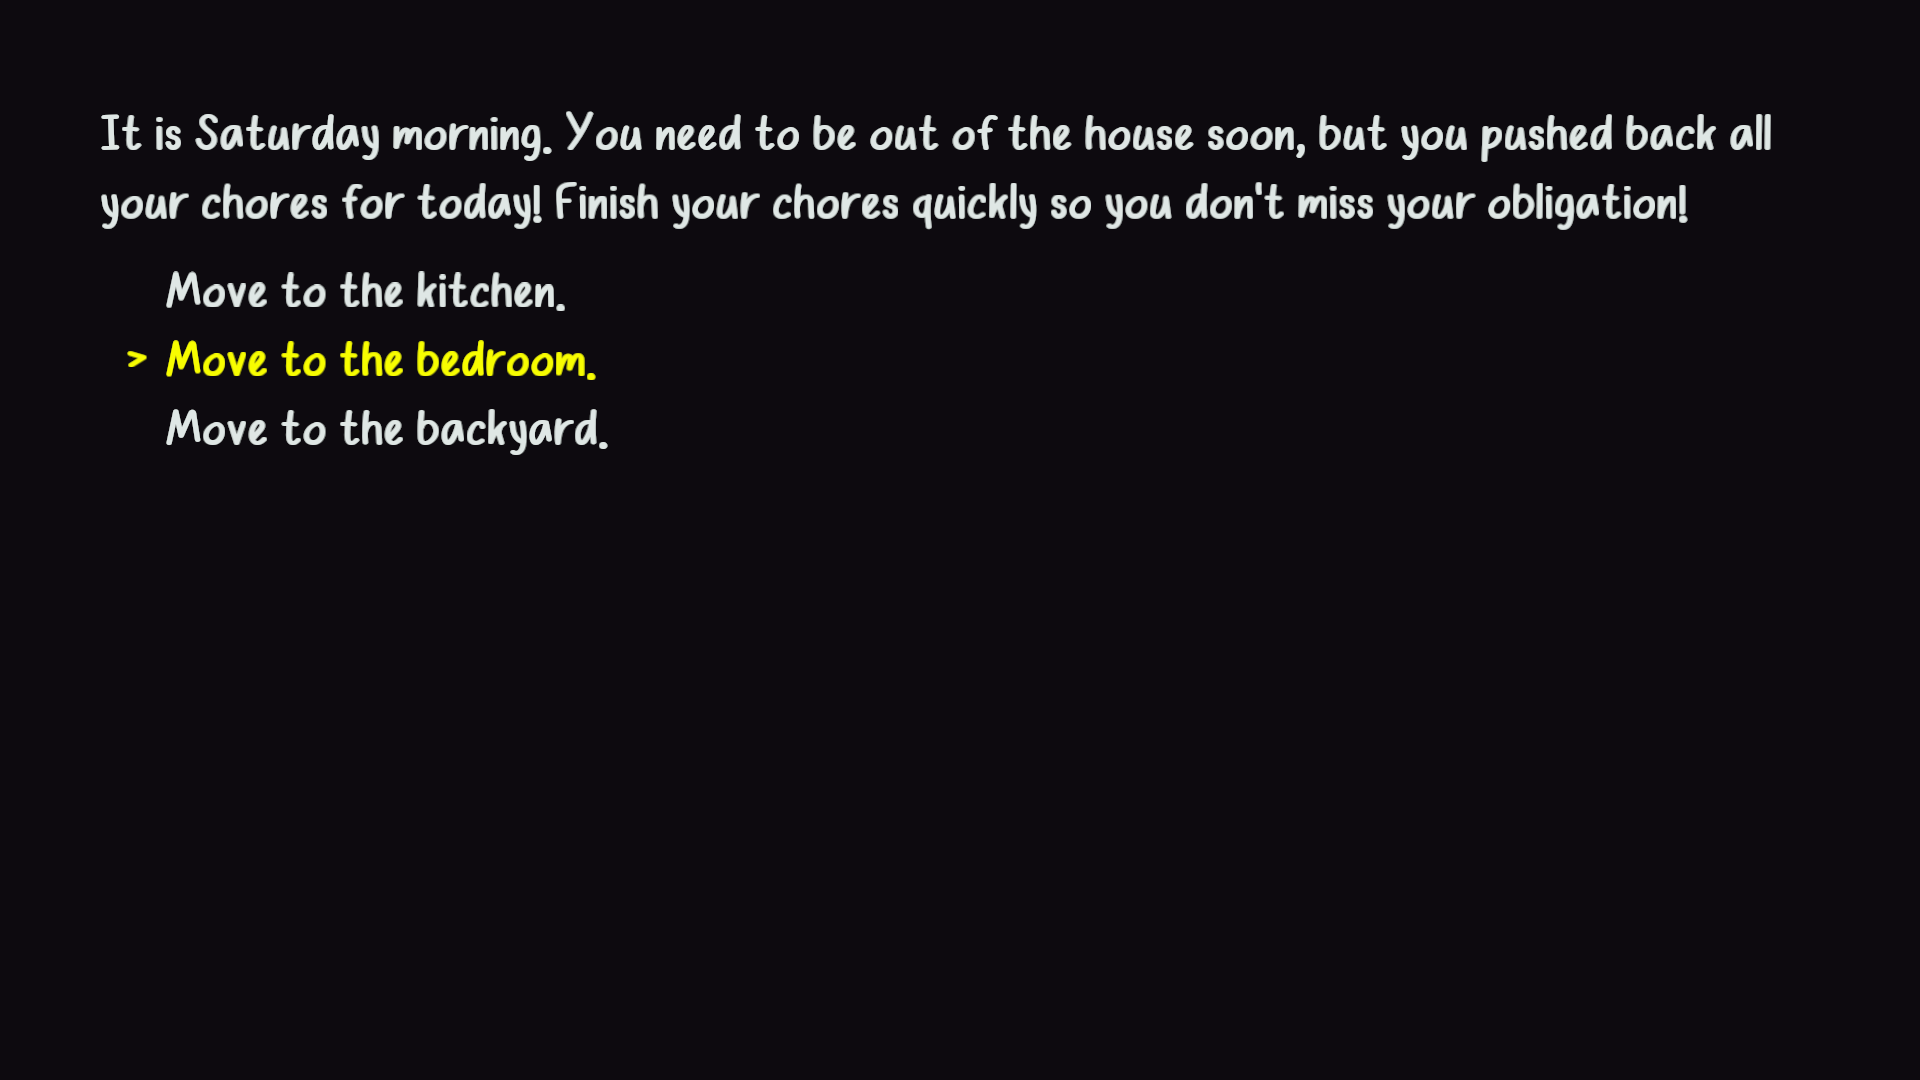 It is Saturday morning. You need to be out of the house soon, but you pushed back all
your chores for today! Finish your chores quickly so you don't miss your obligation!
Move to the kitchen.
> Move to the bedroom.
Move to the backyard.